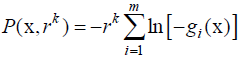 P(x,r^k) = -r^k \sum_{i=1}^{m} ln[-g_i(x)]